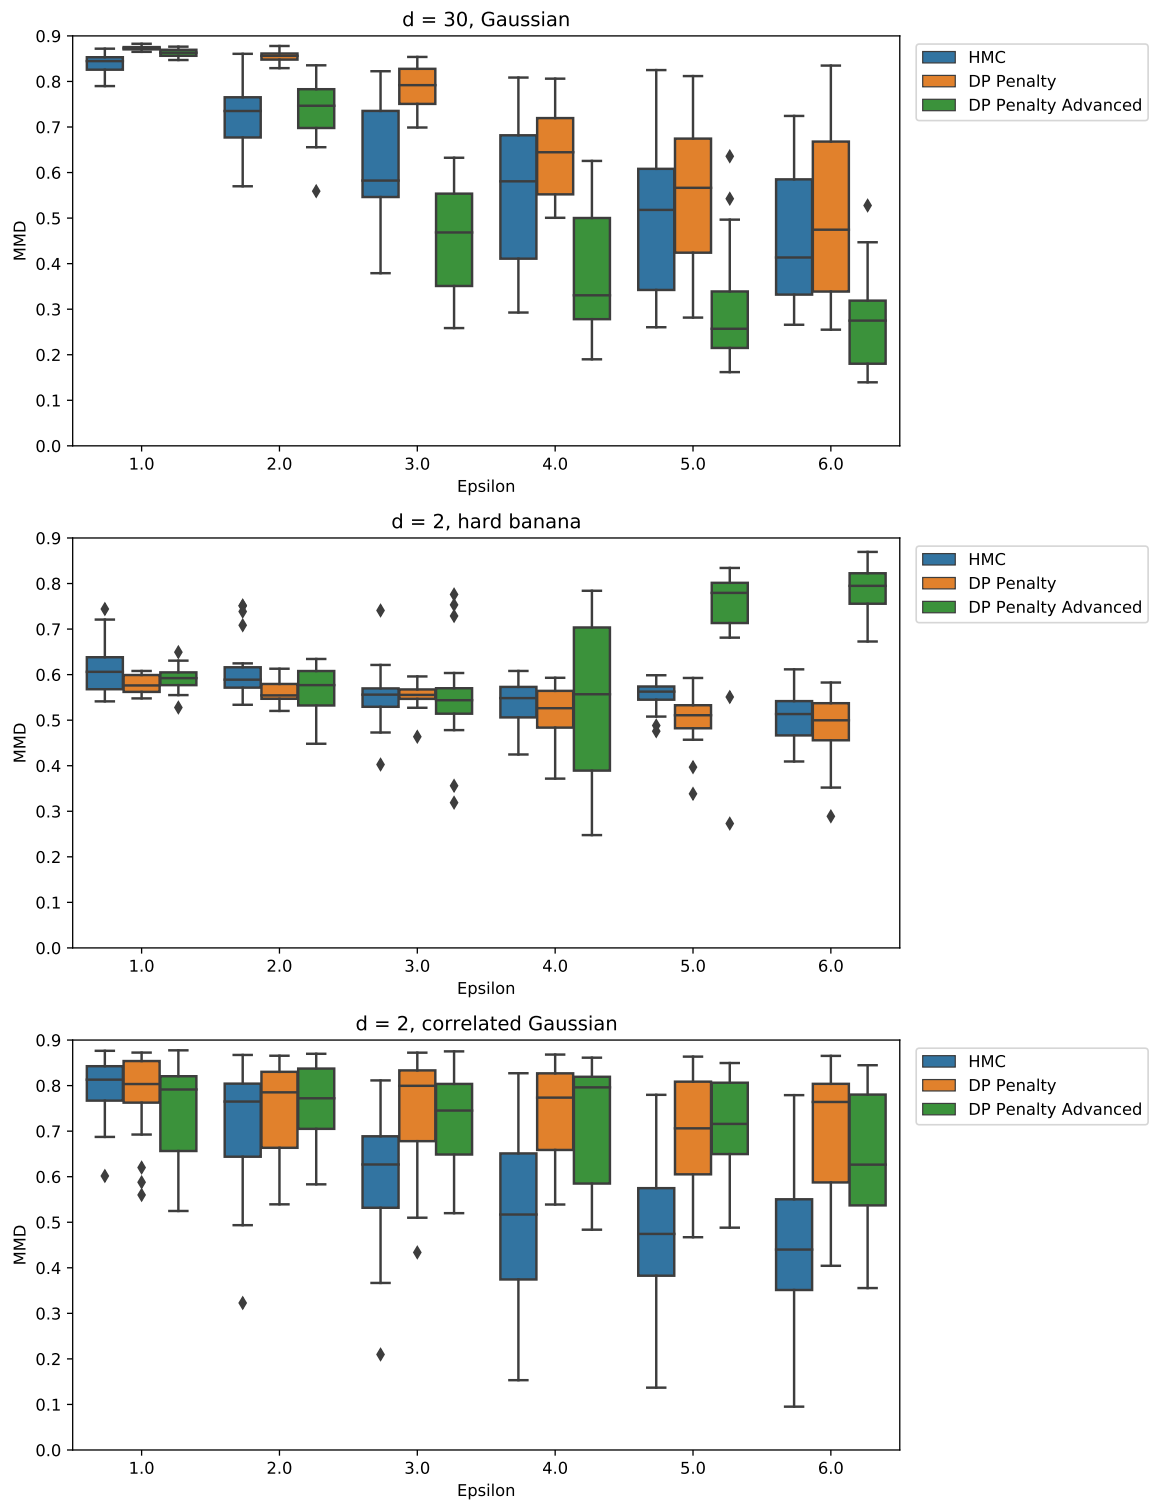 d = 30, Gaussian
0.9
0.8
0.7
0.6
0.5
0.4
0.3
0.2
0.1
0.0
MMD
1.0 2.0 3.0 4.0 5.0 6.0
Epsilon
HMC
DP Penalty
DP Penalty Advanced
d = 2, hard banana
0.9
0.8
0.7
0.6
0.5
0.4
0.3
0.2
0.1
0.0
MMD
1.0 2.0 3.0 4.0 5.0 6.0
Epsilon
HMC
DP Penalty
DP Penalty Advanced
d = 2, correlated Gaussian
0.9
0.8
0.7
0.6
0.5
0.4
0.3
0.2
0.1
0.0
MMD
1.0 2.0 3.0 4.0 5.0 6.0
Epsilon
HMC
DP Penalty
DP Penalty Advanced